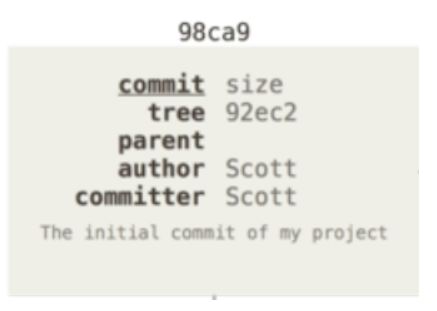 98ca9
commit size
tree 92ec2
parent
author Scott
committer Scott
The initial commit of my project